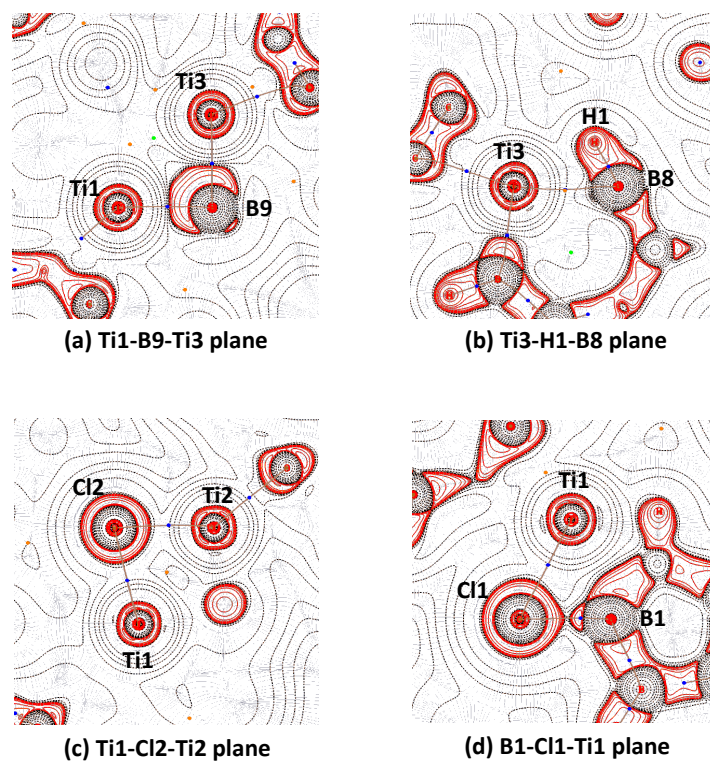 Ti3
Ti1
B9
(a) Ti1-B9-Ti3 plane
H1
H
Ti3
B8
H
(b) Ti3-H1-B8 plane
Cl2
Ti2
Ti1
(c) Ti1-Cl2-Ti2 plane
Ti1
H
Cl1
B1
B
(d) B1-Cl1-Ti1 plane